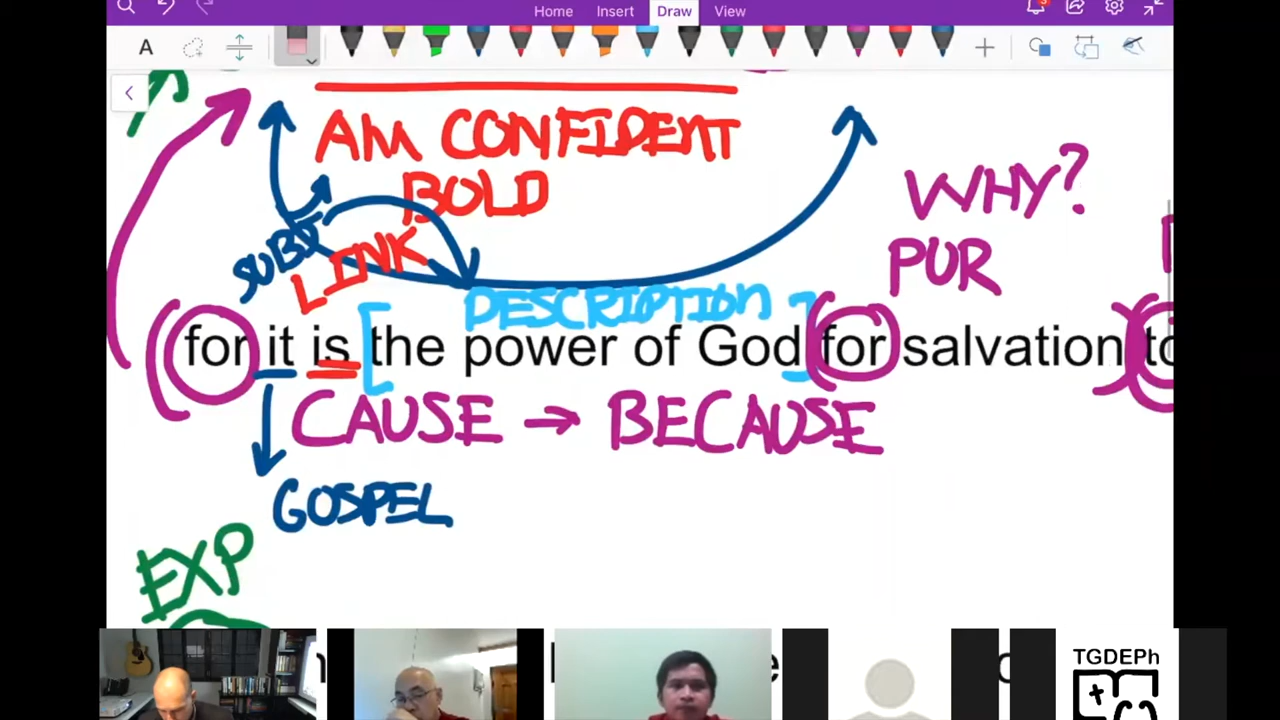 Home Insert Draw View
A
AM CONFIDENT
BOLD
WHY?
PUR
SUBJ
LINK
DESCRIPTION
for it is the power of God for salvation to
CAUSE → BECAUSE
GOSPEL
EXP
TGDEPh